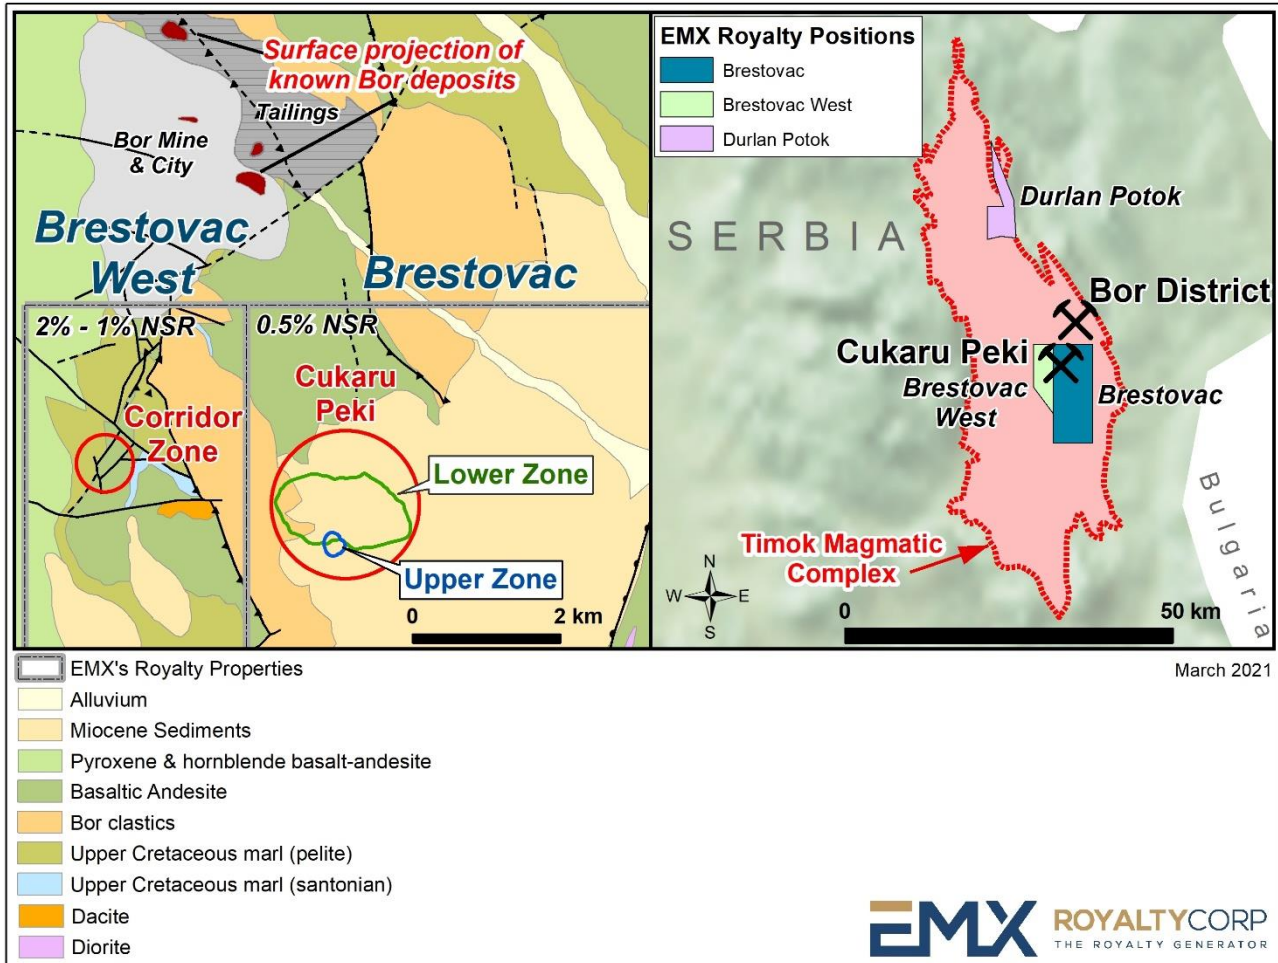 Surface projection of
known Bor deposits
Tailings
Bor Mine
& City
Brestovac
West
Brestovac
2% - 1% NSR
0.5% NSR
Corridor
Zone
Cukaru
Peki
Lower Zone
Upper Zone
0
2 km
EMX Royalty Positions
Brestovac
Brestovac West
Durlan Potok
SERBIA
Durlan Potok
Bor District
Cukaru Peki
Brestovac
West
Brestovac
Bulgaria
Timok Magmatic
Complex
N
W
E
S
0
50 km
March 2021
EMX's Royalty Properties
Alluvium
Miocene Sediments
Pyroxene & hornblende basalt-andesite
Basaltic Andesite
Bor clastics
Upper Cretaceous marl (pelite)
Upper Cretaceous marl (santonian)
Dacite
Diorite
EMX ROYALTYCORP
THE ROYALTY GENERATOR